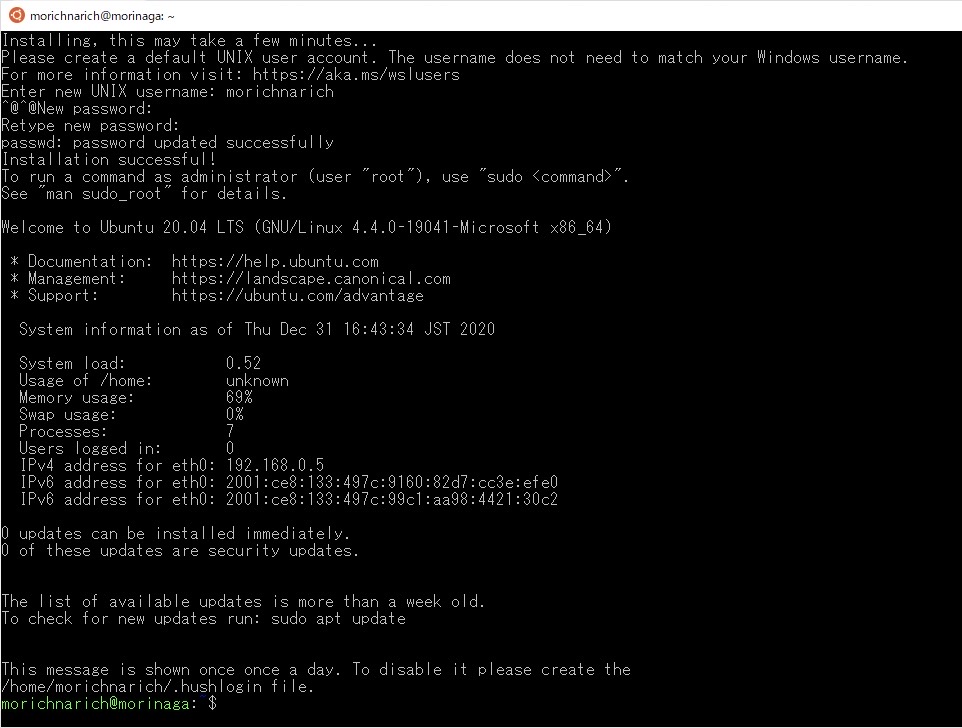 morichnarich@morinaga: ~
Installing, this may take a few minutes...
Please create a default UNIX user account. The username does not need to match your Windows username.
For more information visit: https://aka.ms/wslusers
Enter new UNIX username: morichnarich
^@^@New password:
Retype new password:
passwd: password updated successfully
Installation successful!
To run a command as administrator (user "root"), use "sudo <command>".
See "man sudo_root" for details.
Welcome to Ubuntu 20.04 LTS (GNU/Linux 4.4.0-19041-Microsoft x86_64)
* Documentation: https://help.ubuntu.com
* Management: https://landscape.canonical.com
* Support: https://ubuntu.com/advantage
System information as of Thu Dec 31 16:43:34 JST 2020
System load: 0.52
Usage of /home: unknown
Memory usage: 69%
Swap usage: 0%
Processes: 7
Users logged in: 0
IPv4 address for eth0: 192.168.0.5
IPv6 address for eth0: 2001:ce8:133:497c:9160:82d7:cc3e:efe0
IPv6 address for eth0: 2001:ce8:133:497c:99c1:aa98:4421:30c2
0 updates can be installed immediately.
0 of these updates are security updates.
The list of available updates is more than a week old.
To check for new updates run: sudo apt update
This message is shown once once a day. To disable it please create the
/home/morichnarich/.hushlogin file.
morichnarich@morinaga:~$